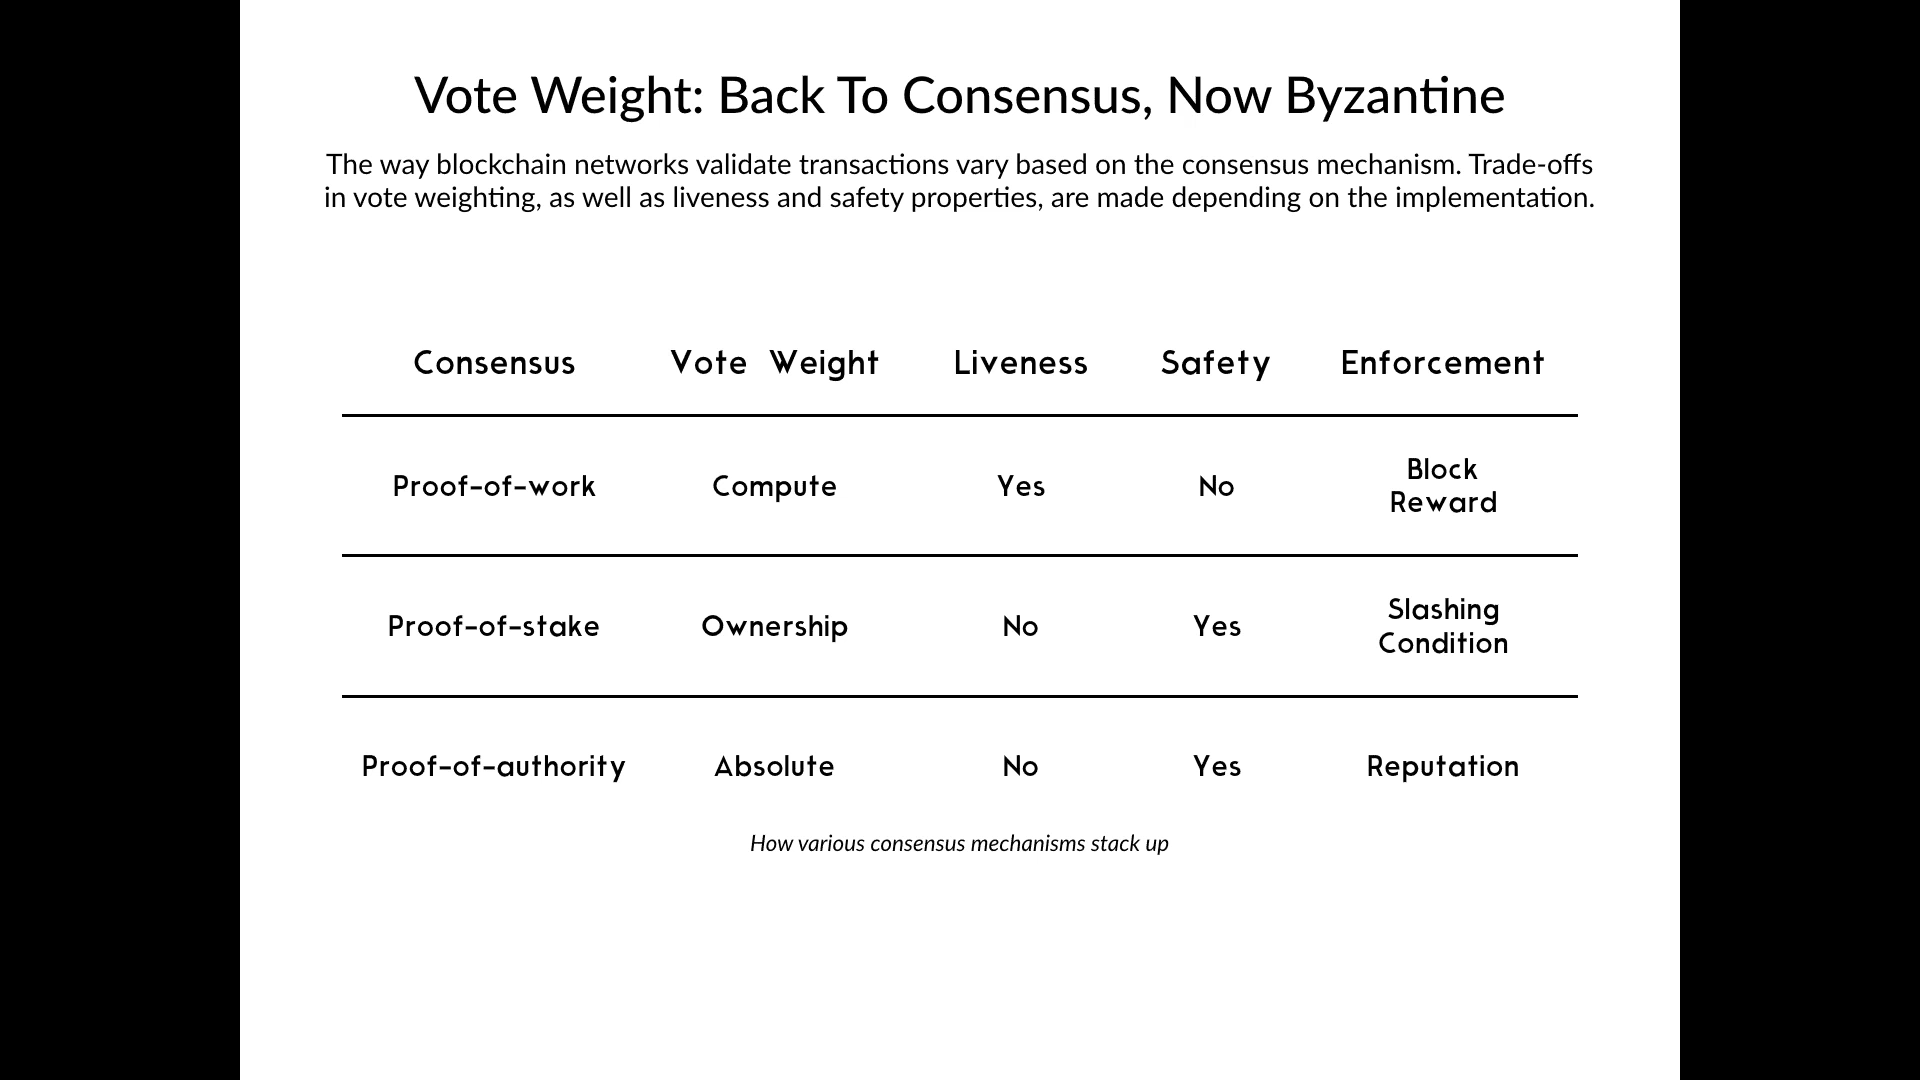 Vote Weight: Back To Consensus, Now Byzantine
The way blockchain networks validate transactions vary based on the consensus mechanism. Trade-offs
in vote weighting, as well as liveness and safety properties, are made depending on the implementation.
Consensus Vote Weight Liveness Safety Enforcement
Proof-of-work Compute Yes No Block Reward
Proof-of-stake Ownership No Yes Slashing Condition
Proof-of-authority Absolute No Yes Reputation
How various consensus mechanisms stack up